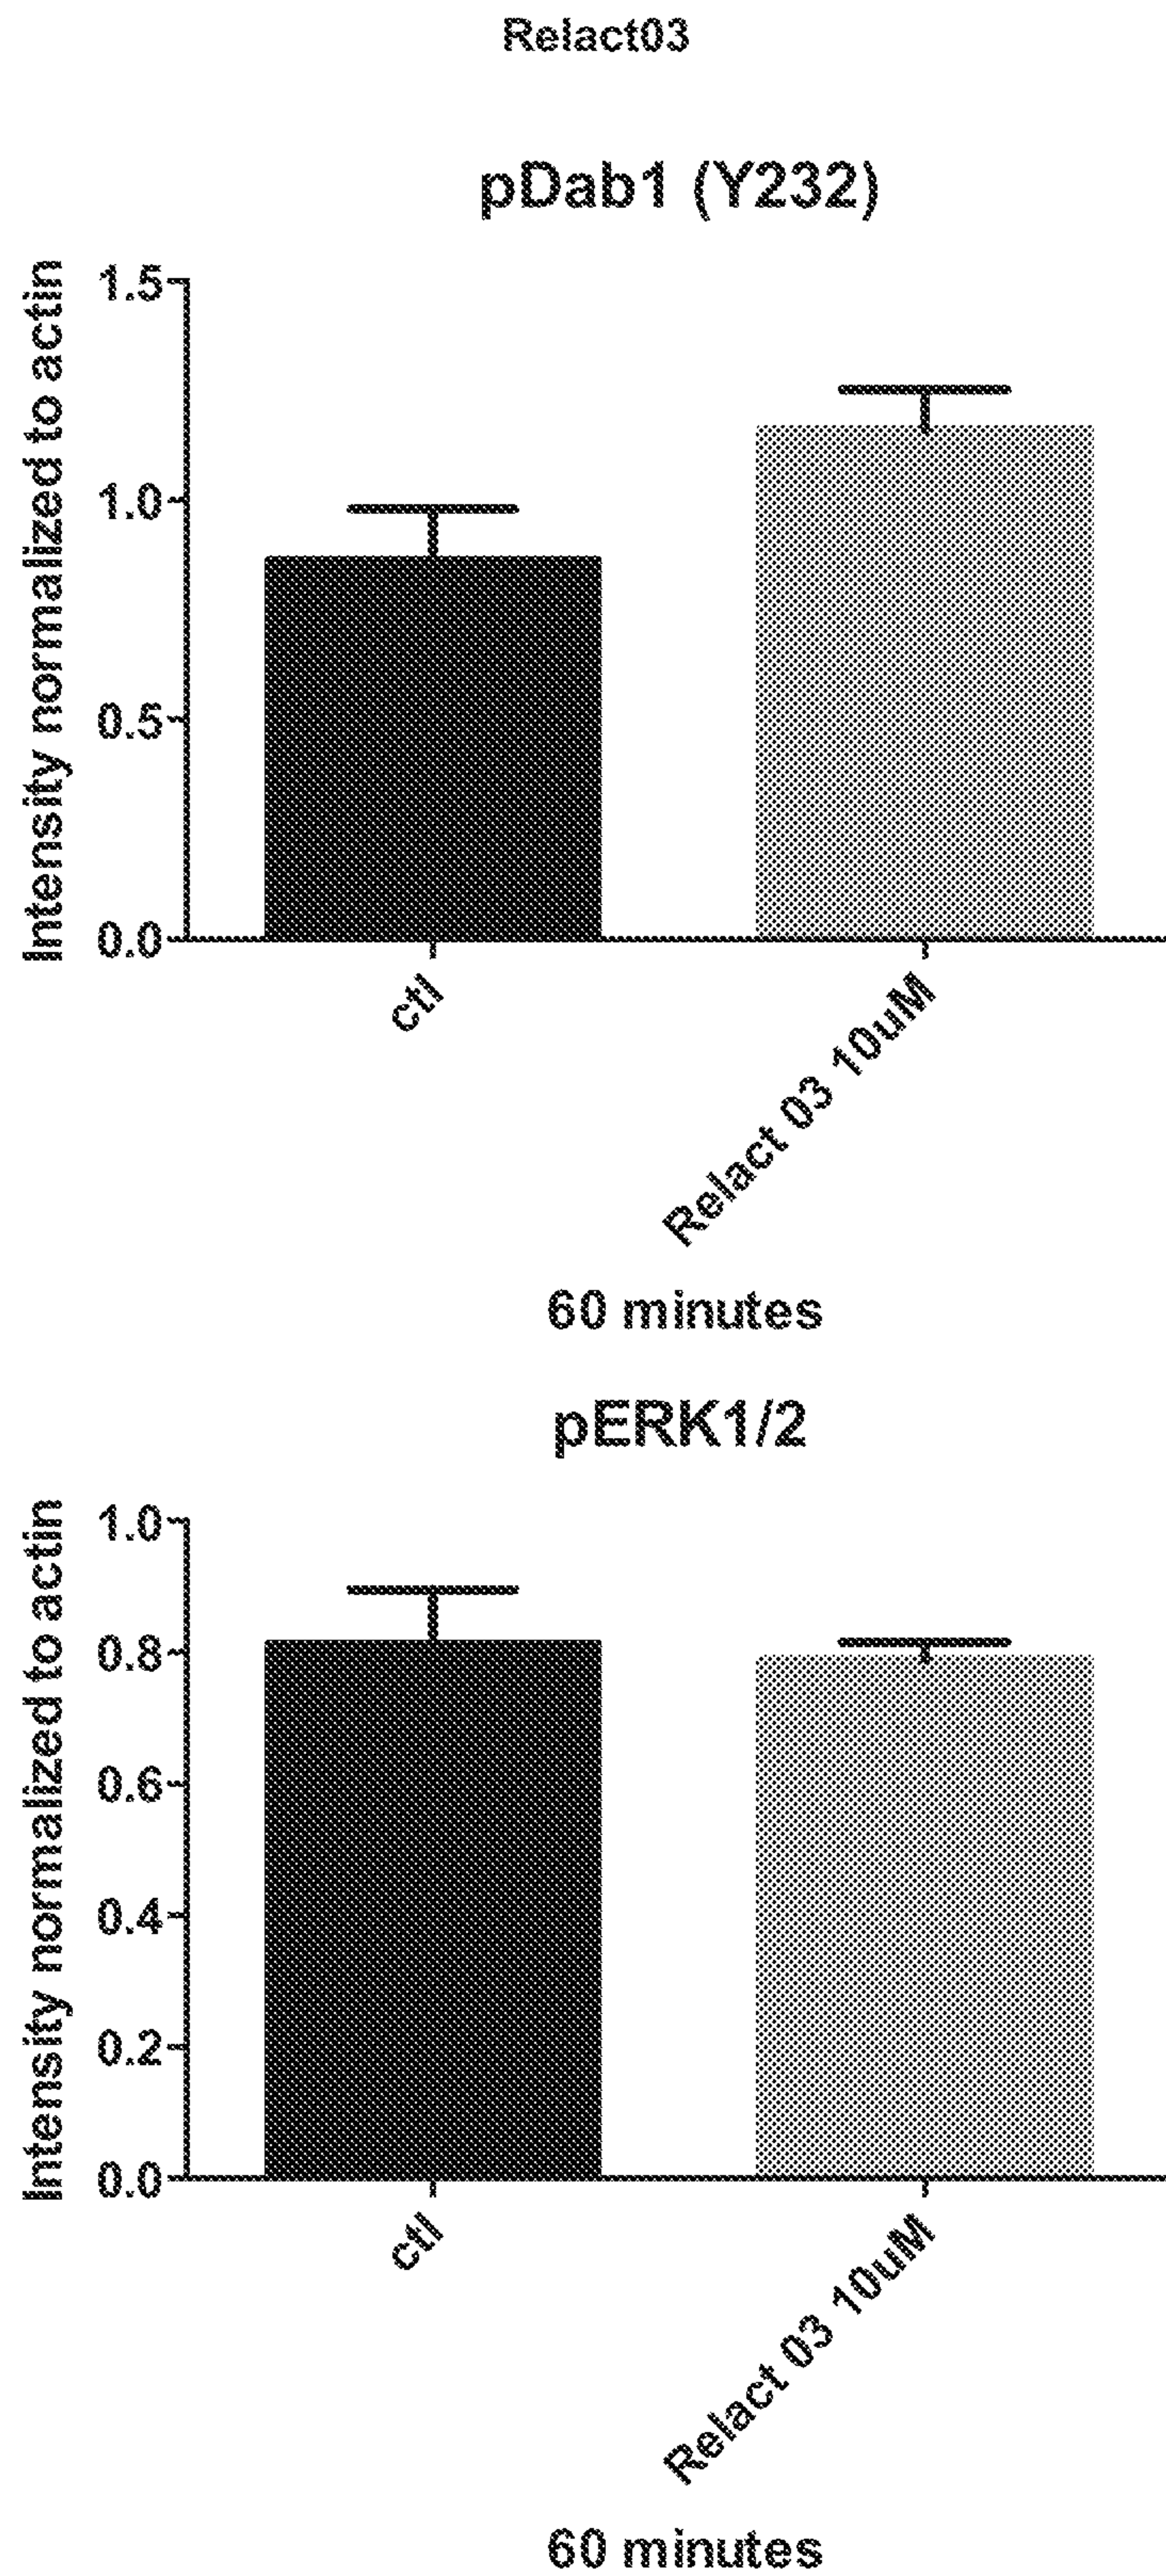 Relact03
pDab1 (Y232)
Intensity normalized to actin
1.5
1.0
0.5
0.0
ctl
Relact 03 10uM
60 minutes
pERK1/2
Intensity normalized to actin
1.0
0.8
0.6
0.4
0.2
0.0
ctl
Relact 03 10uM
60 minutes